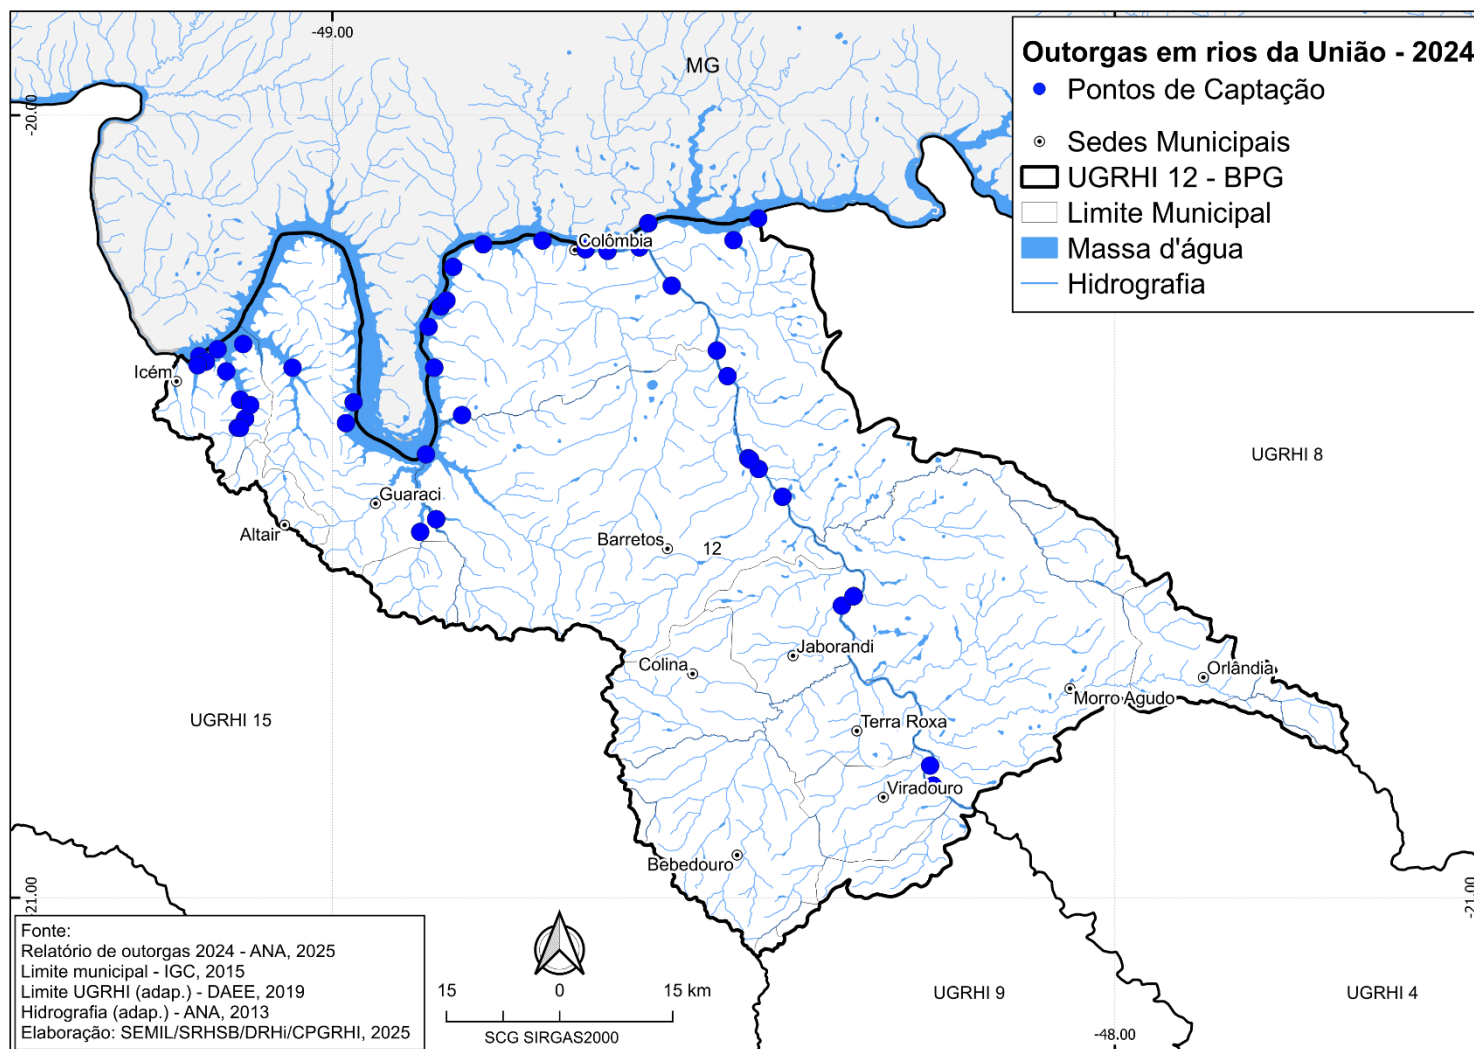 -49.00
MG
Outorgas em rios da União - 2024
Pontos de Captação
Sedes Municipais
UGRHI 12 - BPG
Limite Municipal
Massa d'água
Hidrografia
-20.00
Colômbia
Icém
UGRHI 8
Guaraci
Altair
Barretos
12
Jaborandi
Colina
Orlândia
Morro Agudo
UGRHI 15
Terra Roxa
Viradouro
Bebedouro
-21.00
-21.00
Fonte:
Relatório de outorgas 2024 - ANA, 2025
Limite municipal - IGC, 2015
Limite UGRHI (adap.) - DAEE, 2019
Hidrografia (adap.) - ANA, 2013
Elaboração: SEMIL/SRHSB/DRHi/CPGRHI, 2025
15 0 15 km
SCG SIRGAS2000
UGRHI 9
UGRHI 4
-48.00